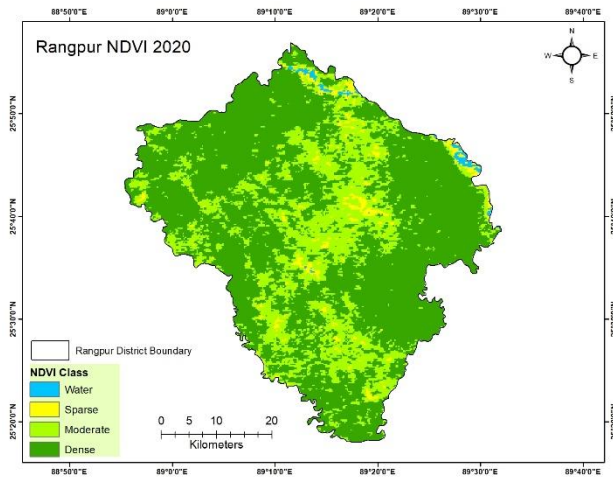 88°50'0"E 89°0'0"E 89°10'0"E 89°20'0"E 89°30'0"E 89°40'0"E
Rangpur NDVI 2020
N
W E
S
25°50'0"N
25°40'0"N
25°30'0"N
25°20'0"N
Rangpur District Boundary
NDVI Class
Water
Sparse
Moderate
Dense
0 5 10 20
Kilometers
88°50'0"E 89°0'0"E 89°10'0"E 89°20'0"E 89°30'0"E 89°40'0"E